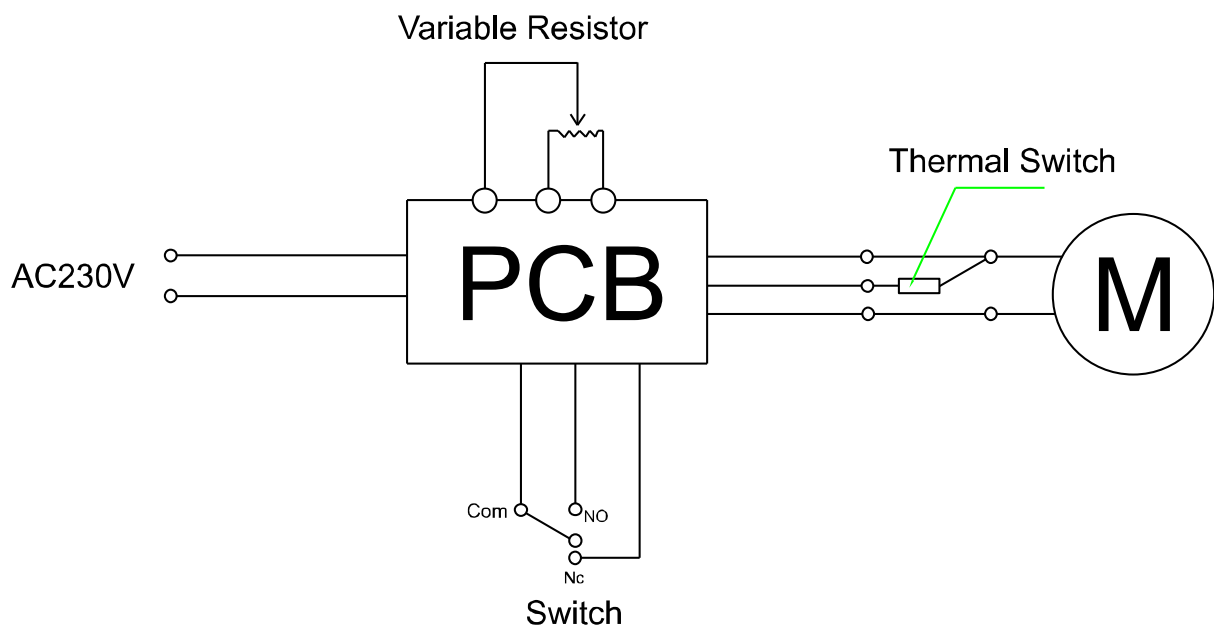 Variable Resistor
Thermal Switch
AC230V
PCB
M
Com
NO
Nc
Switch